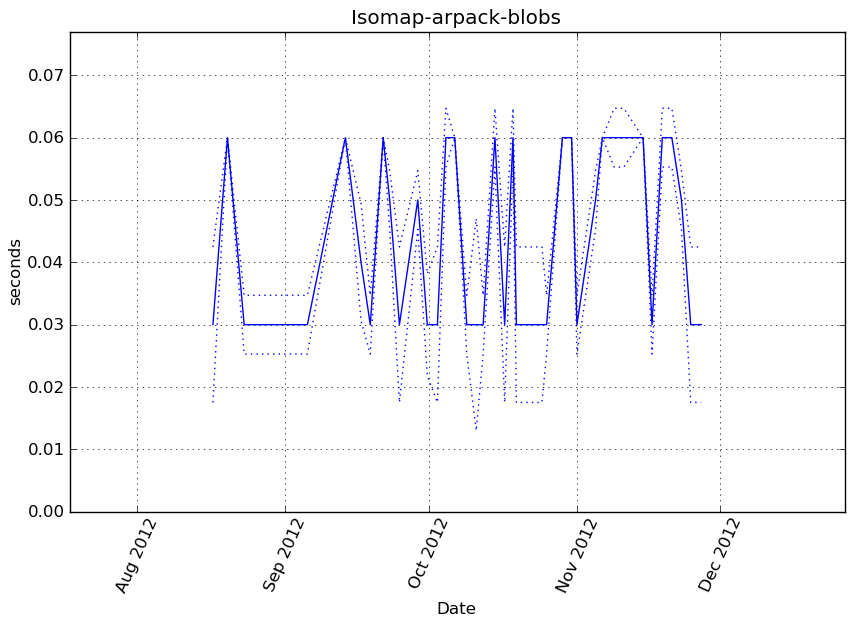 Isomap-arpack-blobs
0.07
0.06
0.05
0.04
0.03
0.02
0.01
0.00
seconds
Aug 2012
Sep 2012
Oct 2012
Nov 2012
Dec 2012
Date